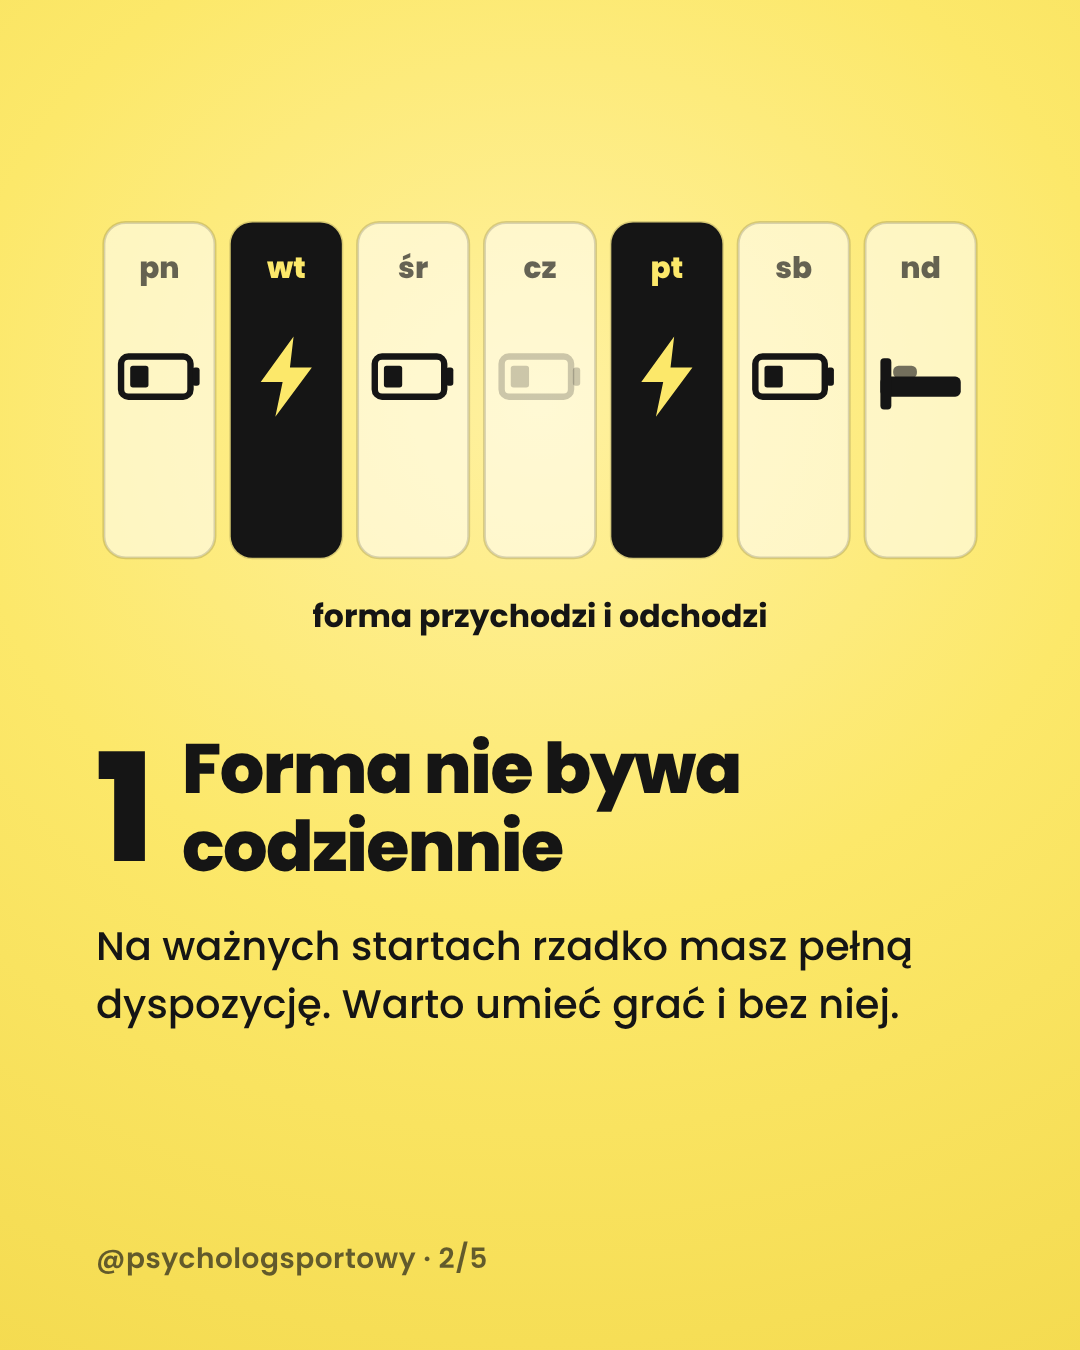 pn wt śr cz pt sb nd
forma przychodzi i odchodzi
1 Forma nie bywa
codziennie
Na ważnych startach rzadko masz pełną
dyspozycję. Warto umieć grać i bez niej.
@psychologsportowy · 2/5